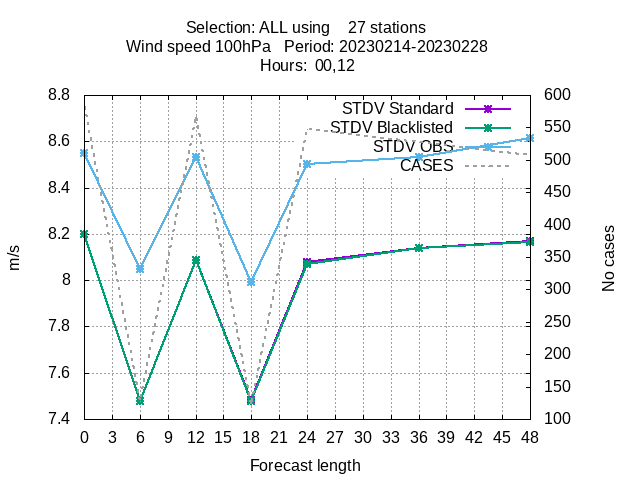 Selection: ALL using    27 stations
Wind speed 100hPa   Period: 20230214-20230228
Hours:  00,12
8.8
8.6
8.4
8.2
8
7.8
7.6
7.4
m/s
600
550
500
450
400
350
300
250
200
150
100
No cases
STDV Standard
STDV Blacklisted
STDV OBS
CASES
0 3 6 9 12 15 18 21 24 27 30 33 36 39 42 45 48
Forecast length